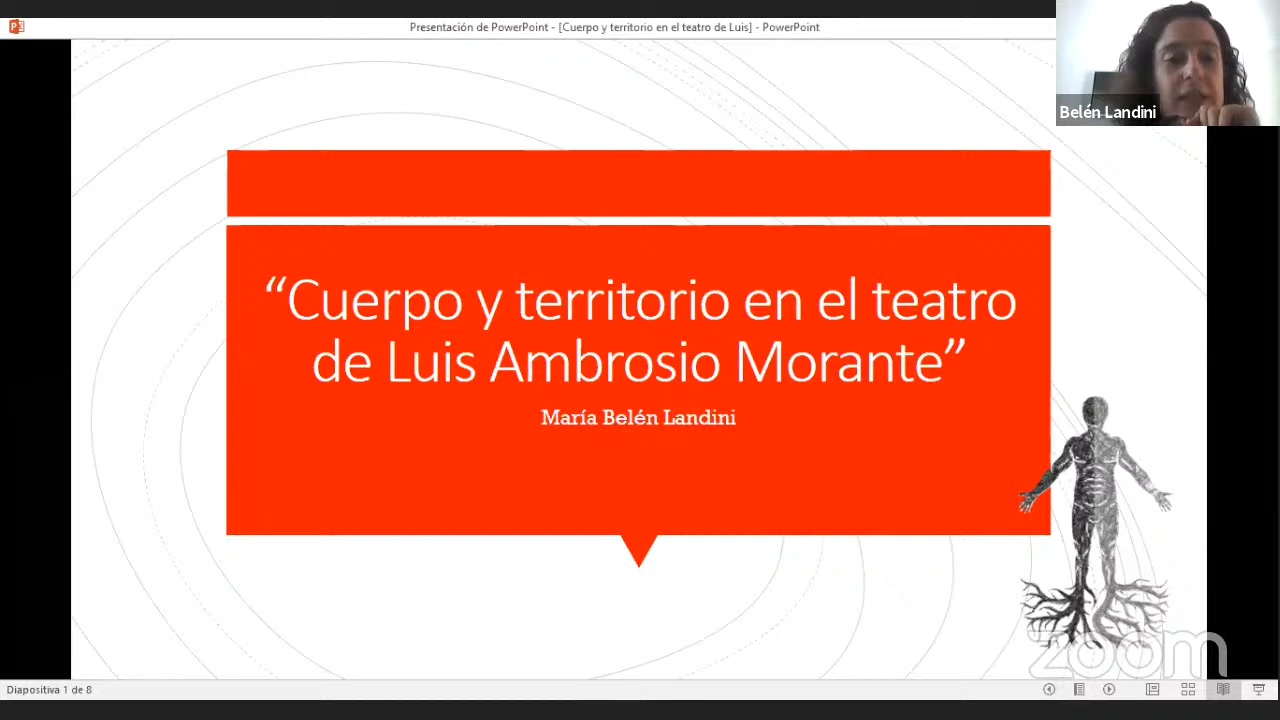 Presentación de PowerPoint - [Cuerpo y territorio en el teatro de Luis] - PowerPoint
Belén Landini
“Cuerpo y territorio en el teatro
de Luis Ambrosio Morante”
María Belén Landini
zoom
Diapositiva 1 de 8